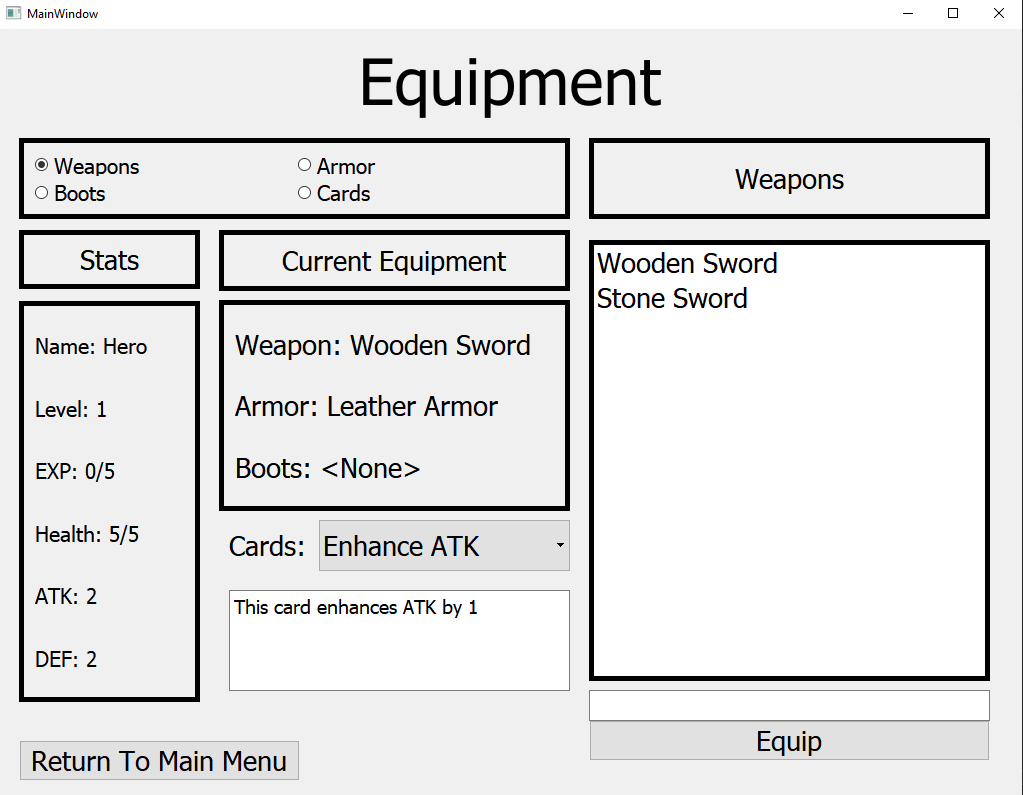 MainWindow
Equipment
Weapons
Armor
Boots
Cards
Weapons
Stats
Current Equipment
Name: Hero
Level: 1
EXP: 0/5
Health: 5/5
ATK: 2
DEF: 2
Weapon: Wooden Sword
Armor: Leather Armor
Boots: <None>
Cards: Enhance ATK
This card enhances ATK by 1
Wooden Sword
Stone Sword
Equip
Return To Main Menu